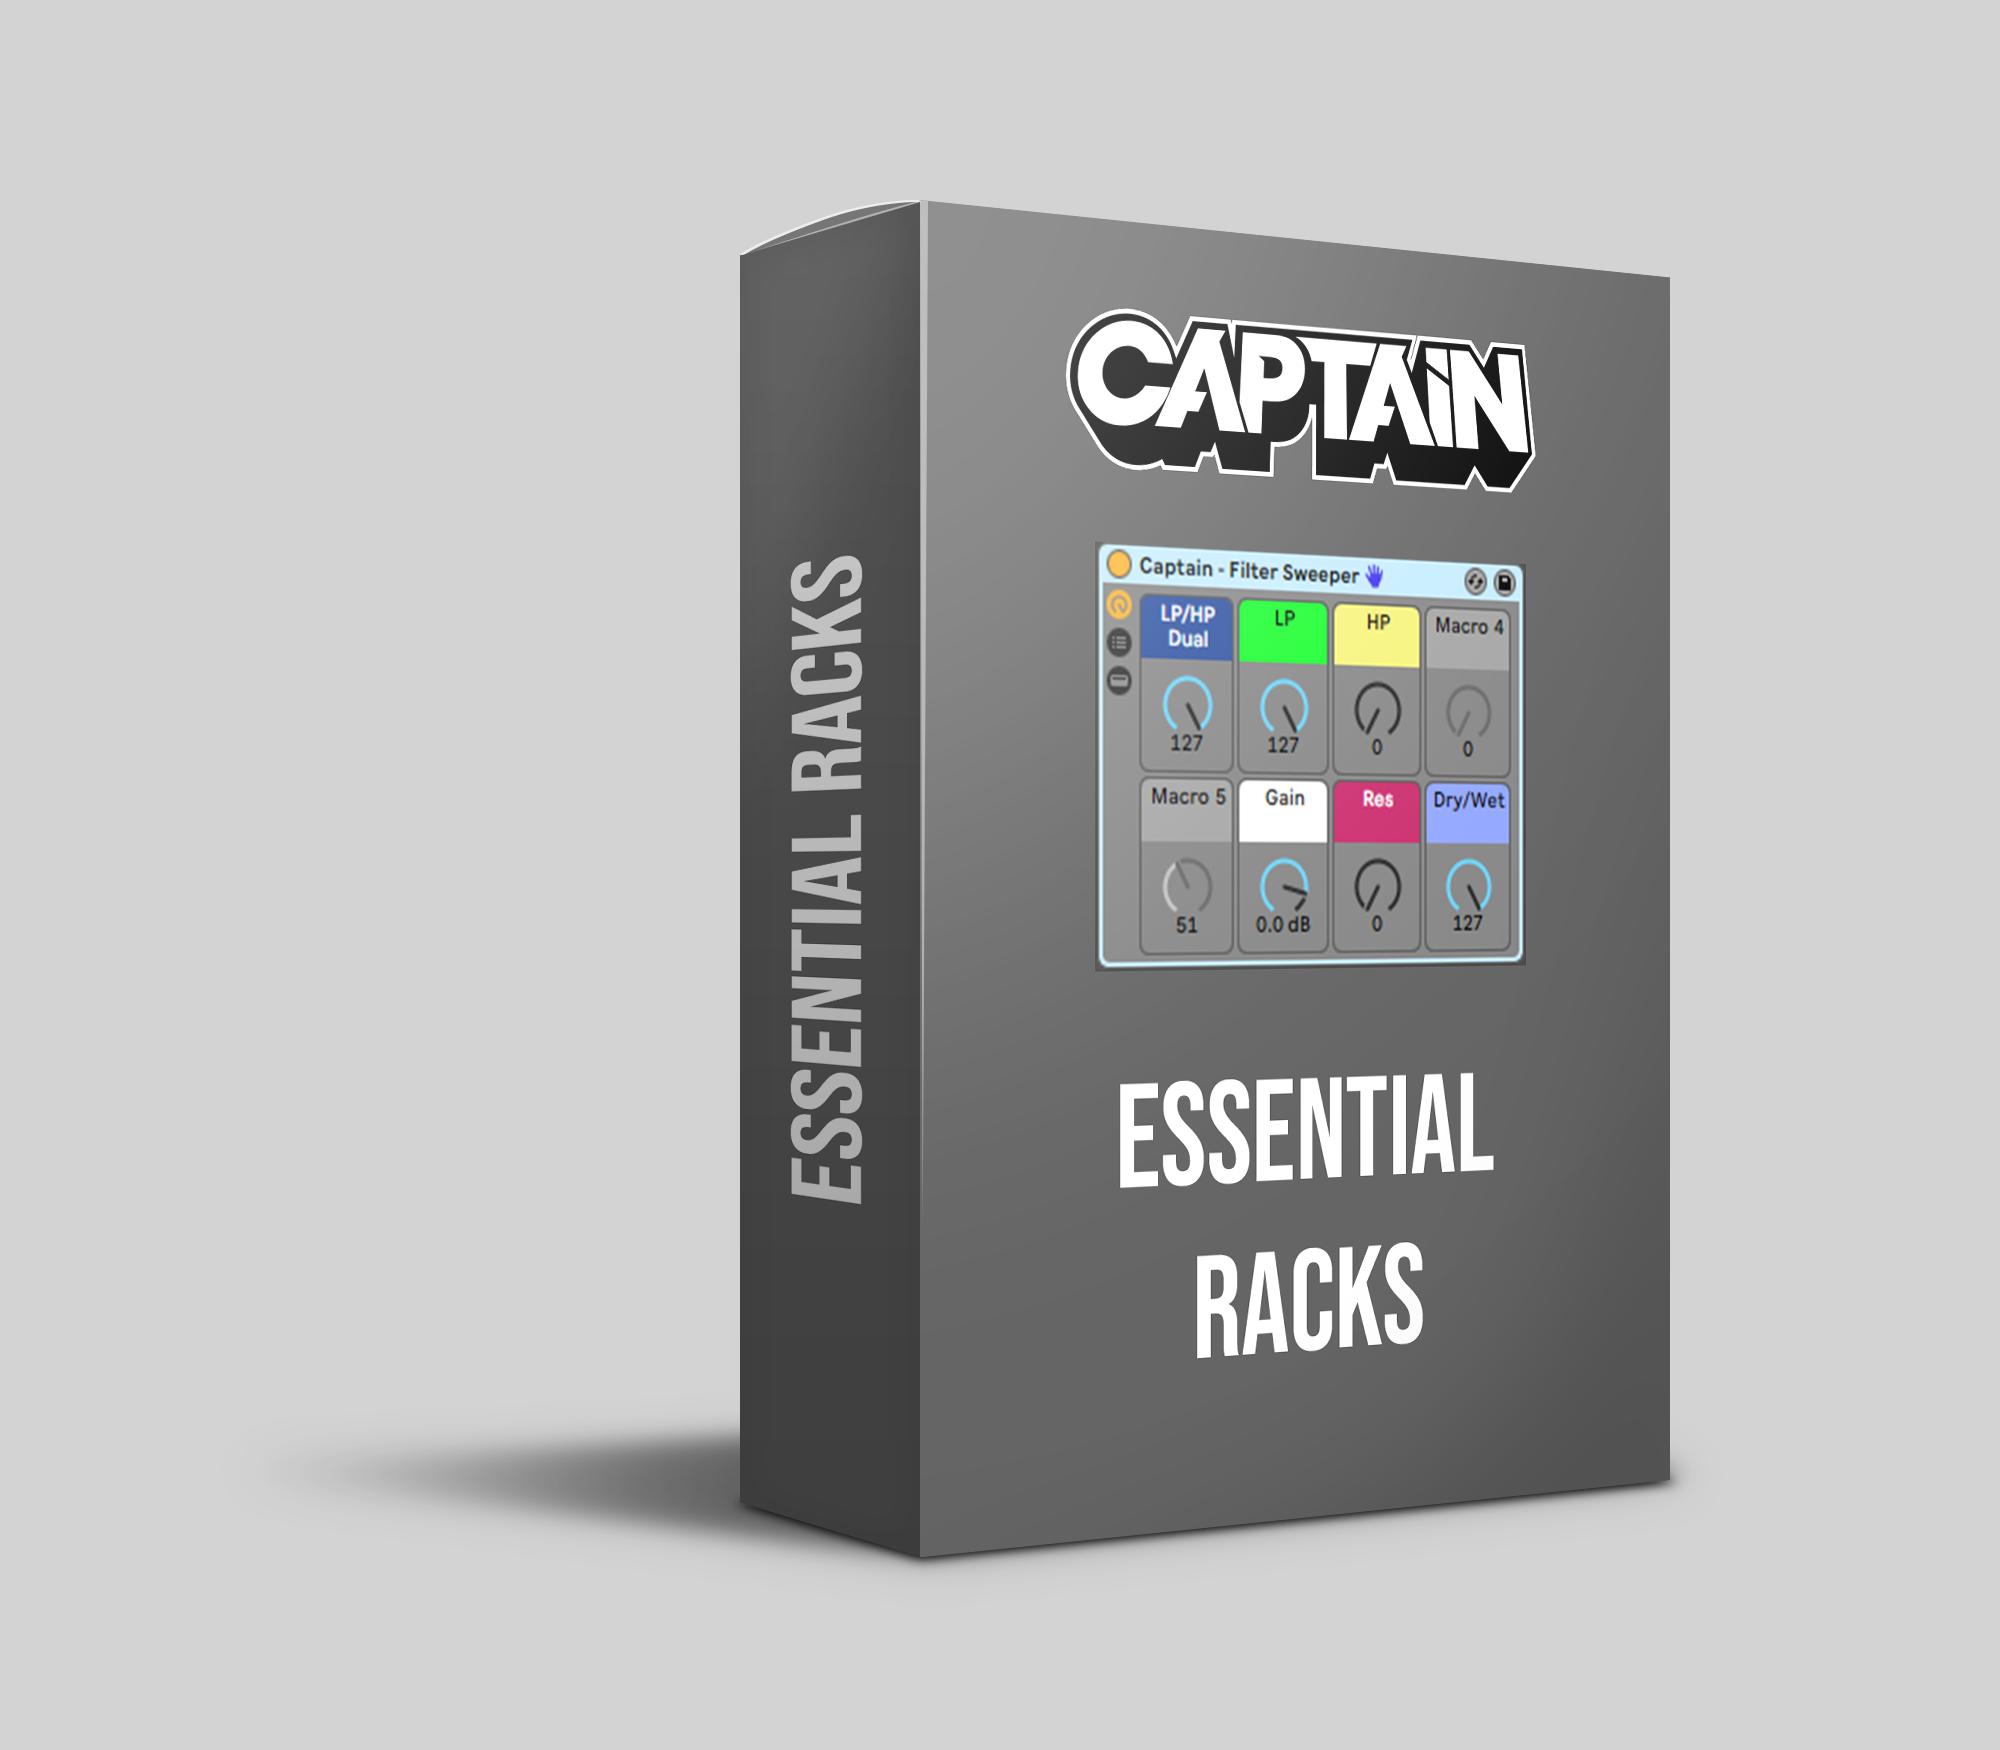 ESSENTIAL RACKS
CAPTAiN
Captain - Filter Sweeper
LP/HP Dual
LP
HP
Macro 4
127
127
0
0
Macro 5
Gain
Res
Dry/Wet
51
0.0 dB
0
127
ESSENTIAL
RACKS